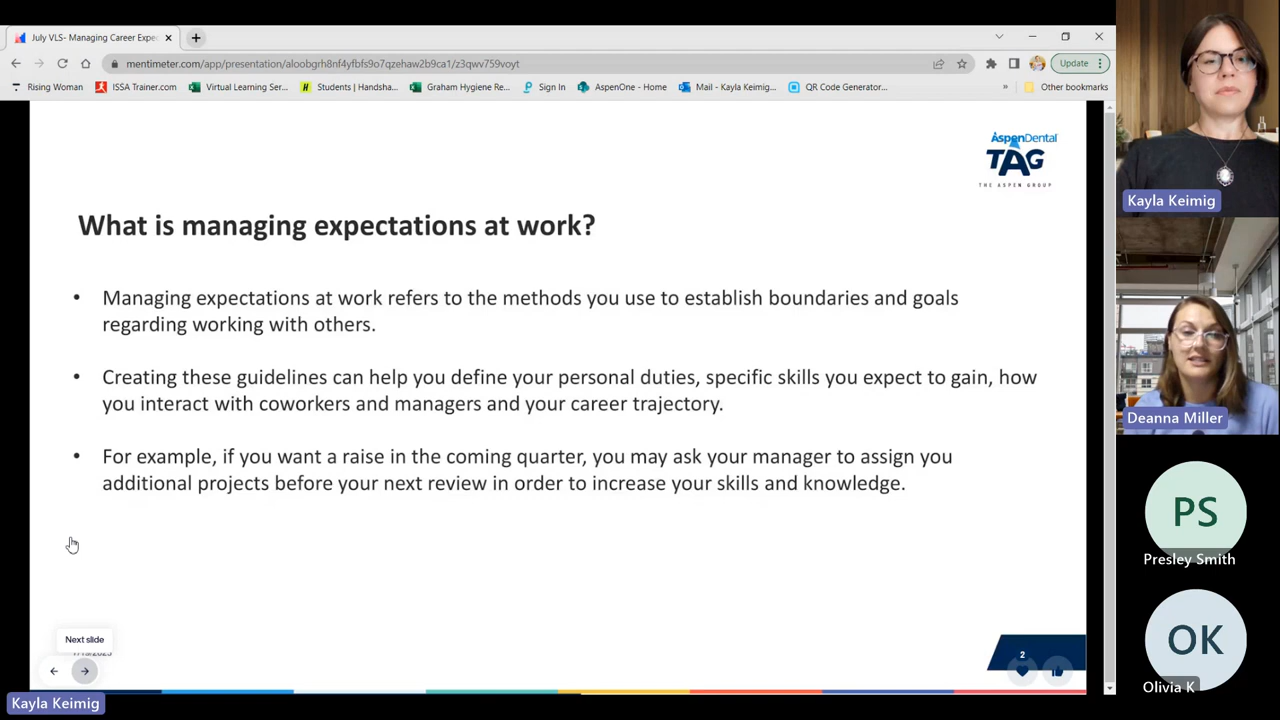 July VLS- Managing Career Expe
mentimeter.com/app/presentation/aloobgrh8nf4yfbfs9o7qzehaw2b9ca1/z3qwv759voyt
Update
Rising Woman
ISSA Trainer.com
Virtual Learning Ser...
Students | Handsha...
Graham Hygiene Re...
Sign In
AspenOne - Home
Mail - Kayla Keimig...
QR Code Generator...
»
Other bookmarks
AspenDental
TAG
THE ASPEN GROUP
What is managing expectations at work?
• Managing expectations at work refers to the methods you use to establish boundaries and goals
regarding working with others.
• Creating these guidelines can help you define your personal duties, specific skills you expect to gain, how
you interact with coworkers and managers and your career trajectory.
• For example, if you want a raise in the coming quarter, you may ask your manager to assign you
additional projects before your next review in order to increase your skills and knowledge.
Next slide
2
Kayla Keimig
Kayla Keimig
Deanna Miller
PS
Presley Smith
OK
Olivia K